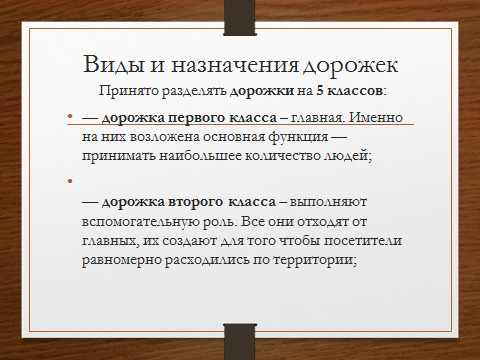 Виды и назначения дорожек
Принято разделять дорожки на 5 классов:
• — дорожка первого класса – главная. Именно
на них возложена основная функция —
принимать наибольшее количество людей;
•
— дорожка второго класса – выполняют
вспомогательную роль. Все они отходят от
главных, их создают для того чтобы посетители
равномерно расходились по территории;